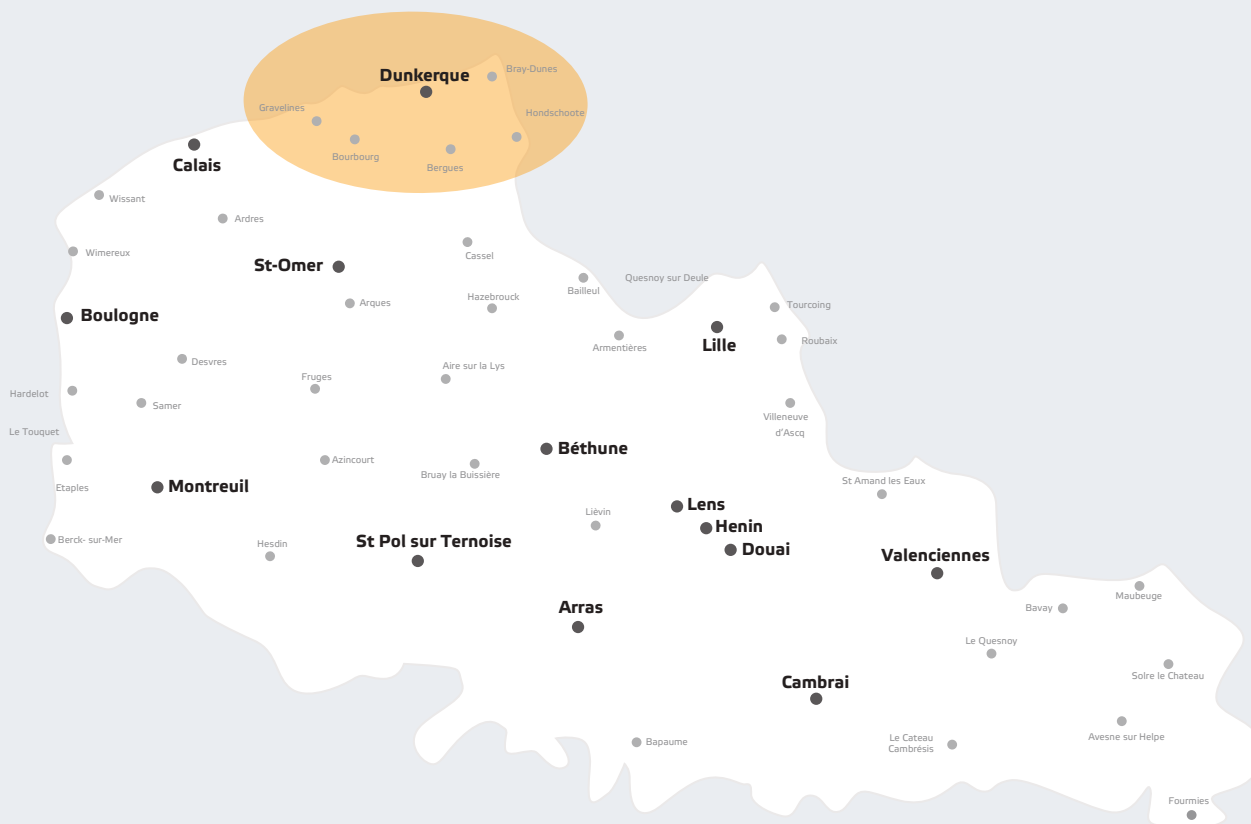 Bray-Dunes
Dunkerque
Gravelines
Hondschoote
Bourbourg
Bergues
Calais
Wissant
Ardres
Wimereux
Cassel
St-Omer
Quesnoy sur Deule
Bailleul
Hazebrouck
Arques
Tourcoing
Boulogne
Roubaix
Lille
Armentières
Desvres
Aire sur la Lys
Fruges
Hardelot
Samer
Villeneuve
d'Ascq
Le Touquet
Béthune
Azincourt
Bruay la Buissière
St Amand les Eaux
Etaples
Montreuil
Lens
Liévin
Henin
Berck- sur-Mer
Hesdin
St Pol sur Ternoise
Douai
Valenciennes
Maubeuge
Bavay
Arras
Le Quesnoy
Solre le Chateau
Cambrai
Avesne sur Helpe
Bapaume
Le Cateau
Cambrésis
Fourmies